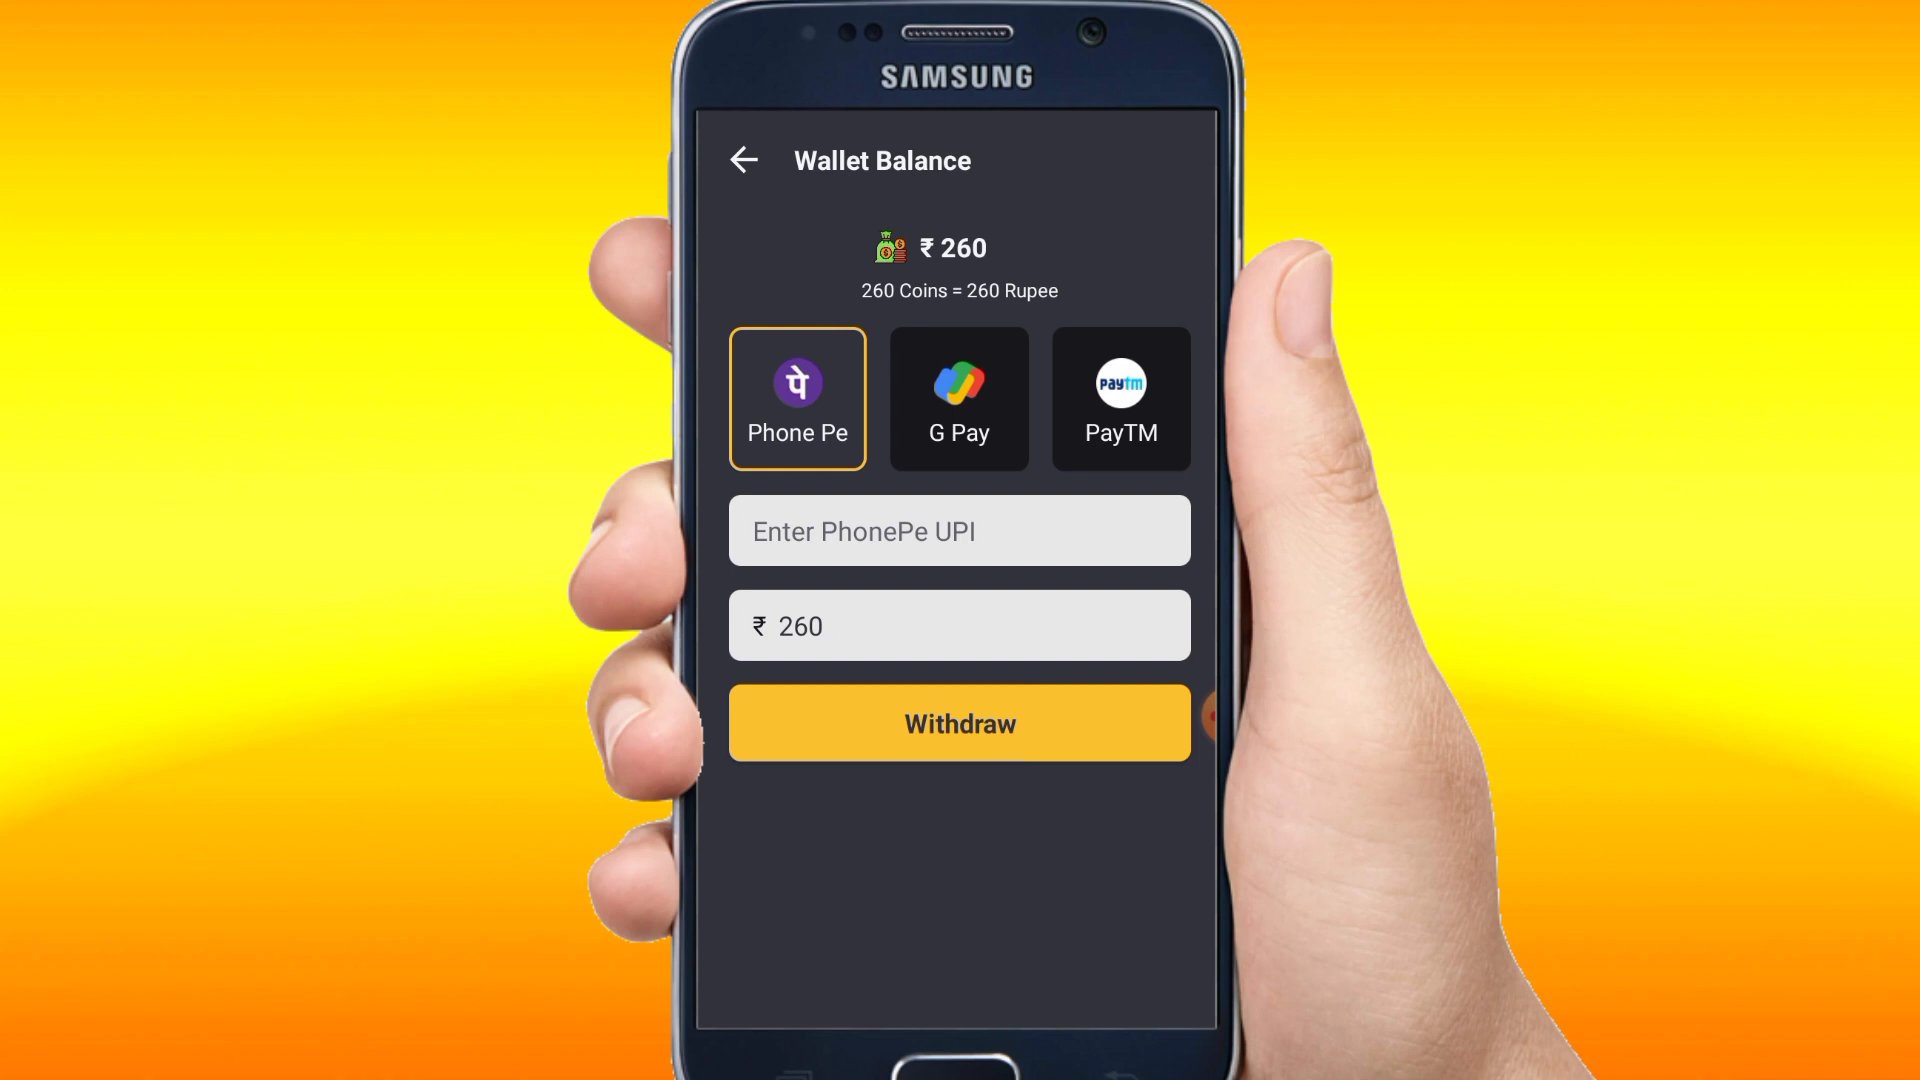 SAMSUNG
Wallet Balance
₹ 260
260 Coins = 260 Rupee
पे
Phone Pe
G Pay
paytm
PayTM
Enter PhonePe UPI
₹ 260
Withdraw